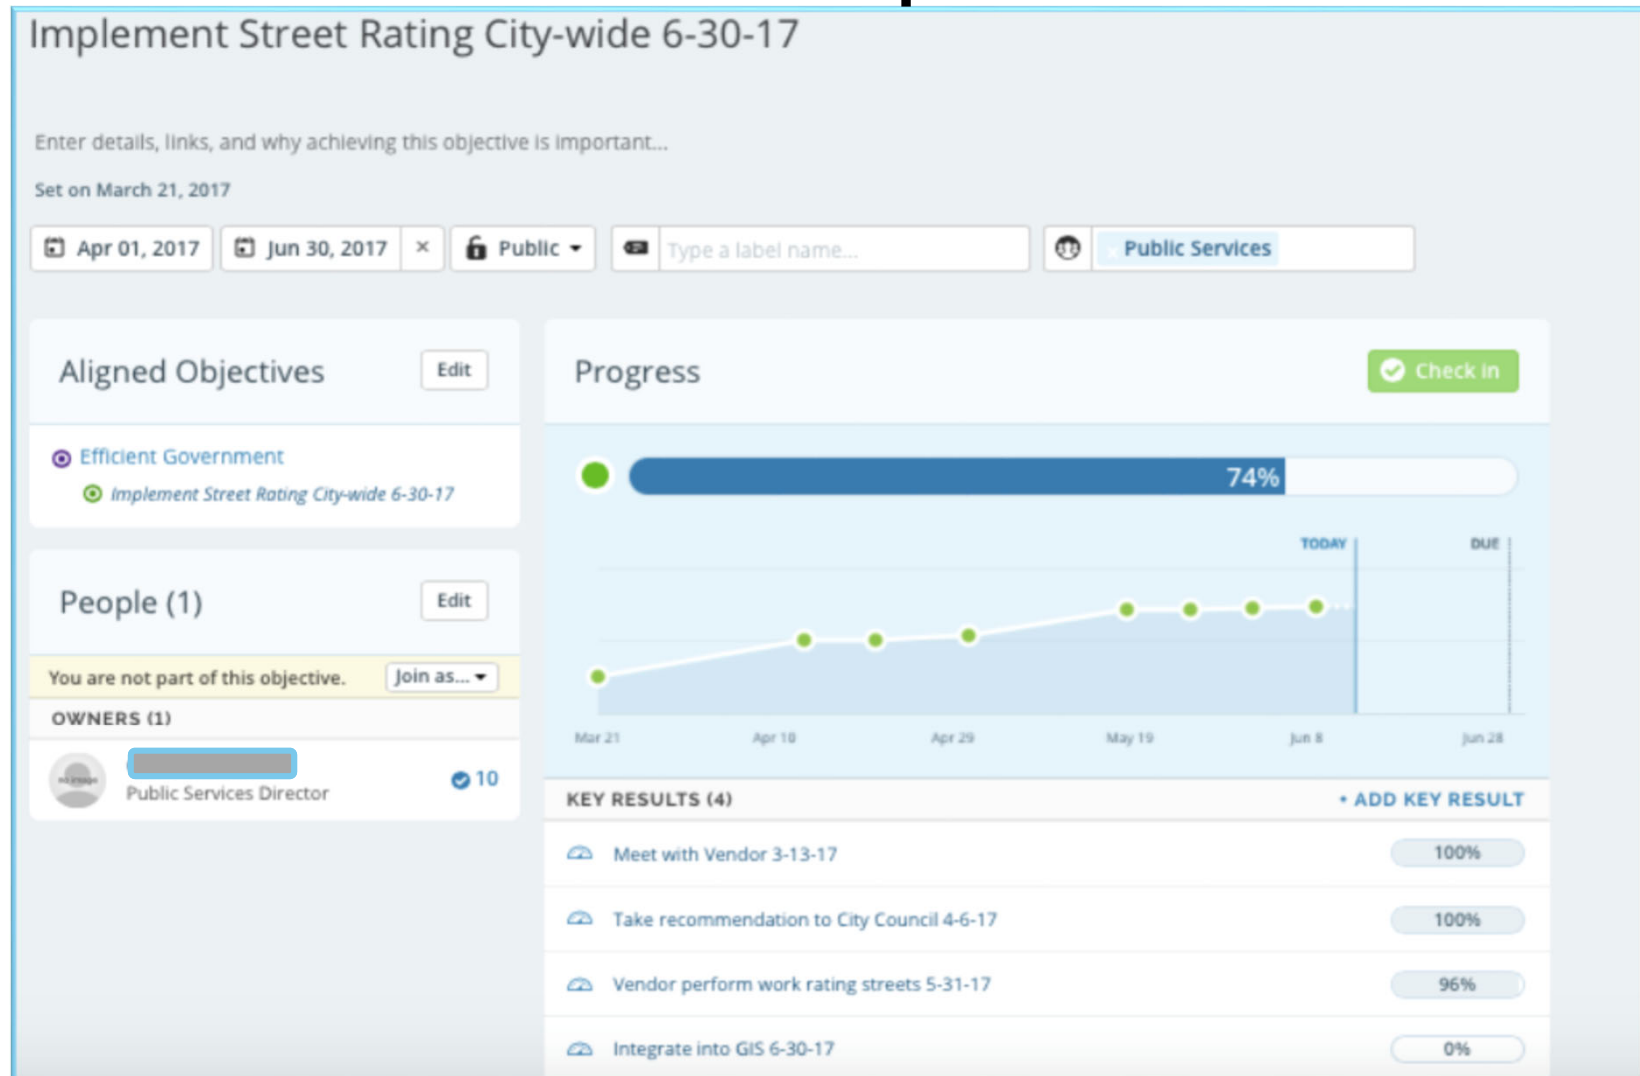 Implement Street Rating City-wide 6-30-17
Enter details, links, and why achieving this objective is important...
Set on March 21, 2017
Apr 01, 2017 Jun 30, 2017 × Public Type a label name... Public Services
Aligned Objectives Edit
Efficient Government
Implement Street Rating City-wide 6-30-17
People (1) Edit
You are not part of this objective. Join as...
OWNERS (1)
no image
Public Services Director
10
Progress Check in
74%
TODAY DUE
Mar 21 Apr 10 Apr 29 May 19 Jun 8 Jun 28
KEY RESULTS (4) + ADD KEY RESULT
Meet with Vendor 3-13-17 100%
Take recommendation to City Council 4-6-17 100%
Vendor perform work rating streets 5-31-17 96%
Integrate into GIS 6-30-17 0%